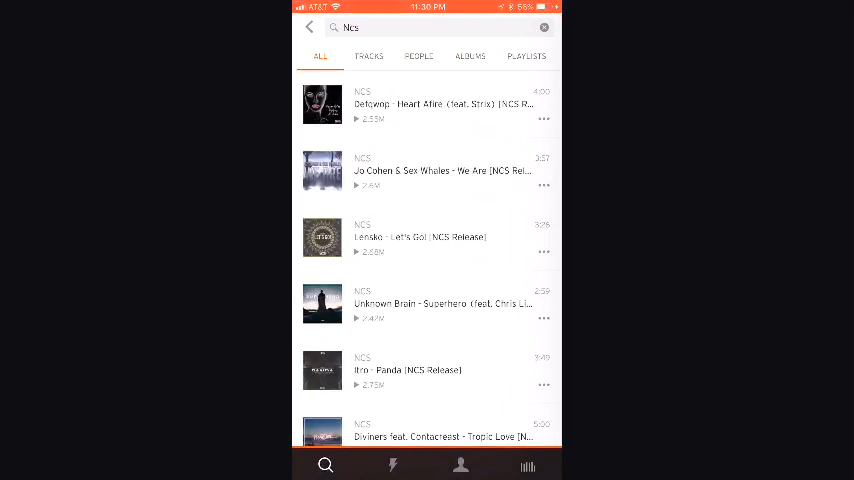 AT&T 11:30 PM 56%
Ncs
ALL TRACKS PEOPLE ALBUMS PLAYLISTS
NCS 4:00
Defqwop - Heart Afire (feat. Strix) [NCS R...
2.55M
NCS 3:57
Jo Cohen & Sex Whales - We Are [NCS Rel...
2.6M
NCS 3:26
Lensko - Let's Go! [NCS Release]
2.68M
NCS 2:59
Unknown Brain - Superhero (feat. Chris Li...
2.42M
NCS 3:49
Itro - Panda [NCS Release]
2.75M
NCS 5:00
Diviners feat. Contacreast - Tropic Love [N...